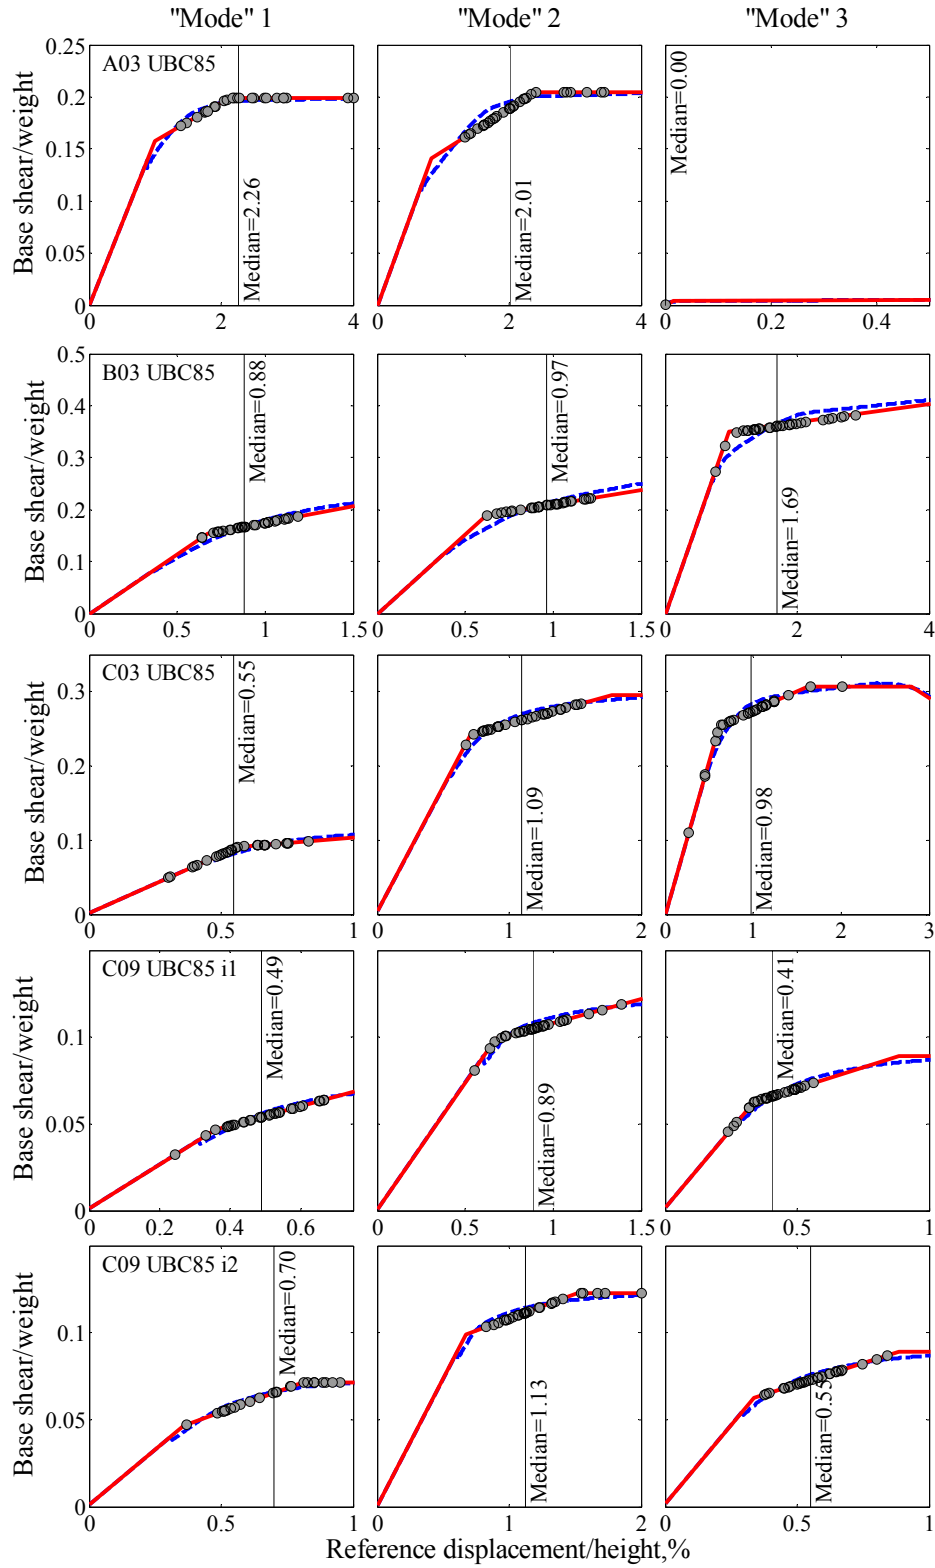 "Mode" 1 "Mode" 2 "Mode" 3
A03 UBC85
Base shear/weight
0.25
0.2
0.15
0.1
0.05
0
Median=2.26
Median=2.01
Median=0.00
0 2 4 0 2 4 0 0.2 0.4
B03 UBC85
Base shear/weight
0.5
0.4
0.3
0.2
0.1
0
Median=0.88
Median=0.97
Median=1.69
0 0.5 1 1.5 0 0.5 1 1.5 0 2 4
C03 UBC85
Base shear/weight
0.3
0.2
0.1
0
Median=0.55
Median=1.09
Median=0.98
0 0.5 1 0 1 2 0 1 2 3
C09 UBC85 i1
Base shear/weight
0.1
0.05
0
Median=0.49
Median=0.89
Median=0.41
0 0.2 0.4 0.6 0 0.5 1 1.5 0 0.5 1
C09 UBC85 i2
Base shear/weight
0.1
0.05
0
Median=0.70
Median=1.13
Median=0.55
0 0.5 1 0 1 2 0 0.5 1
Reference displacement/height,%